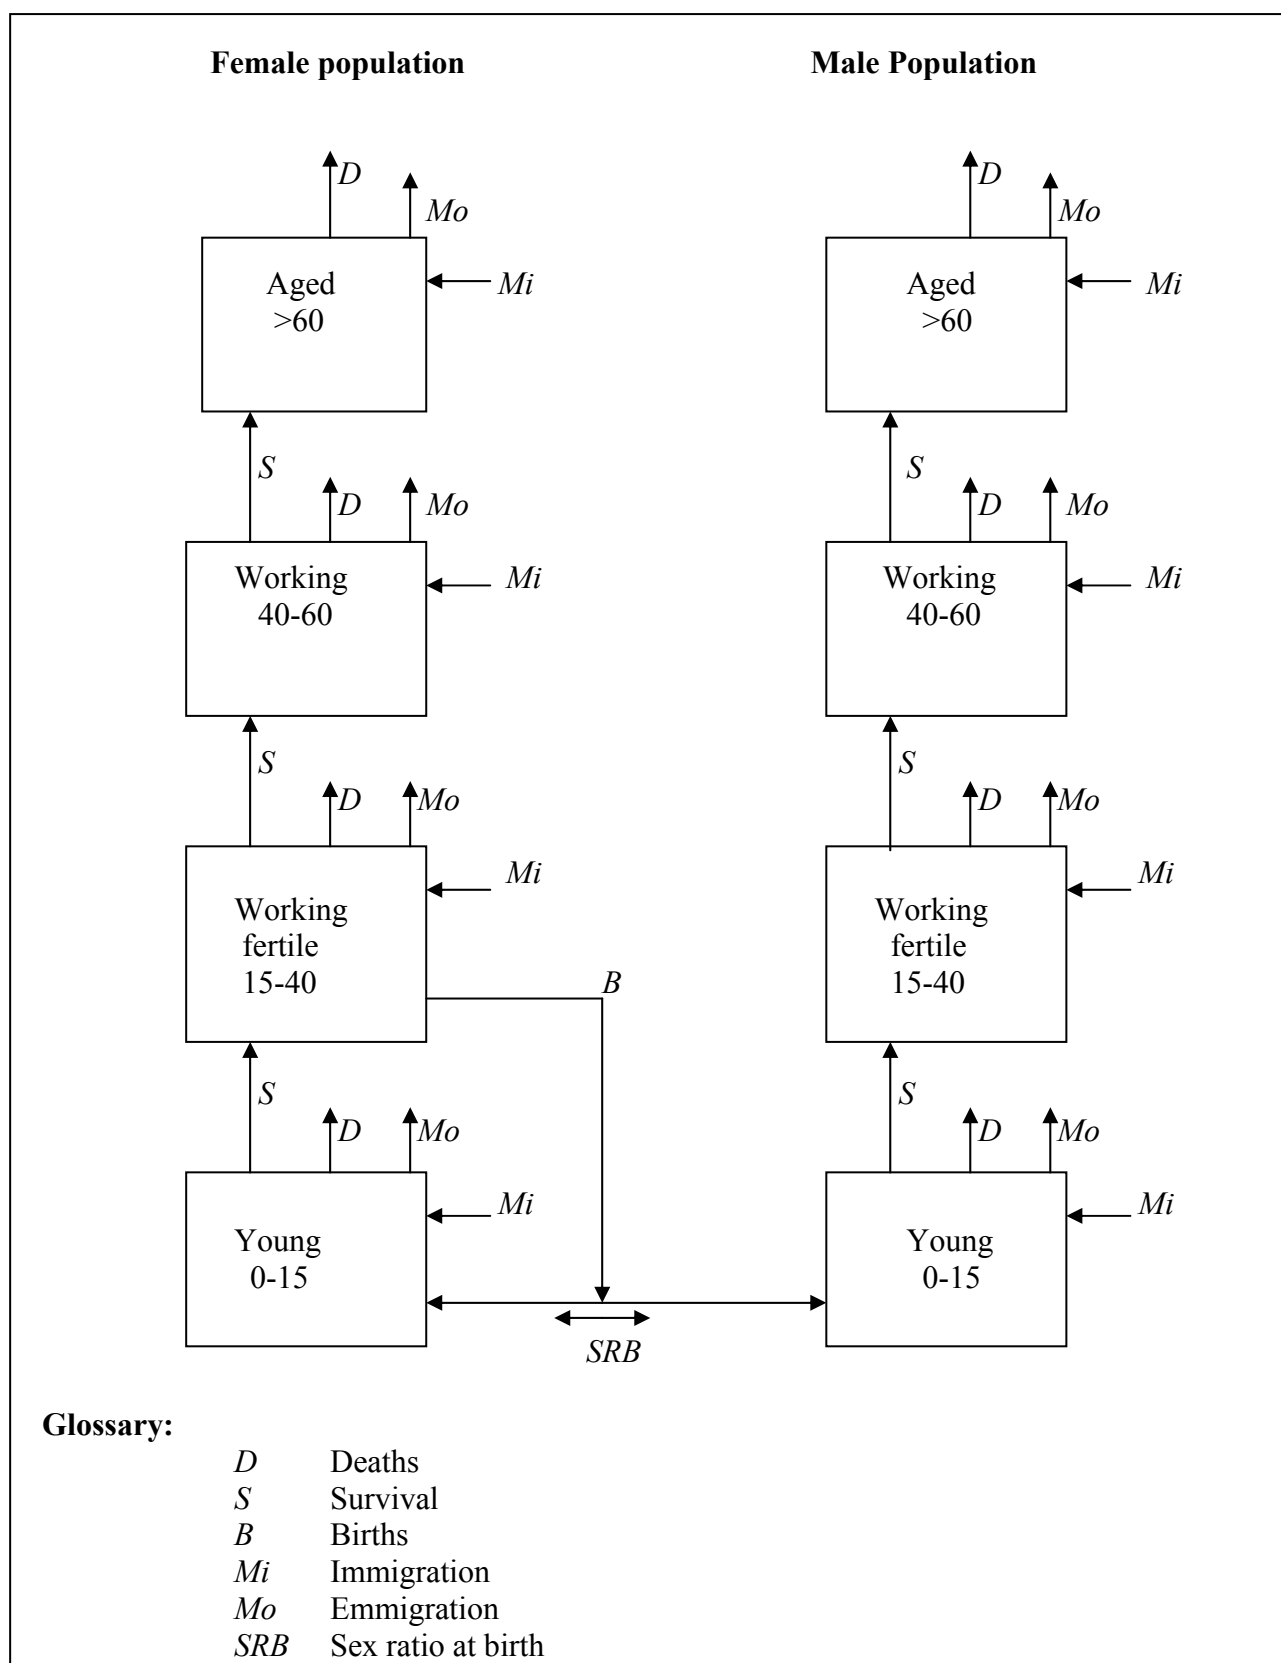 Female population
Male Population
D
Mo
Aged
>60
Mi
D
Mo
Aged
>60
Mi
S
D
Mo
Working
40-60
Mi
S
D
Mo
Working
40-60
Mi
S
D
Mo
Working
fertile
15-40
Mi
B
S
D
Mo
Working
fertile
15-40
Mi
S
D
Mo
Young
0-15
Mi
S
D
Mo
Young
0-15
Mi
SRB
Glossary:
D Deaths
S Survival
B Births
Mi Immigration
Mo Emmigration
SRB Sex ratio at birth